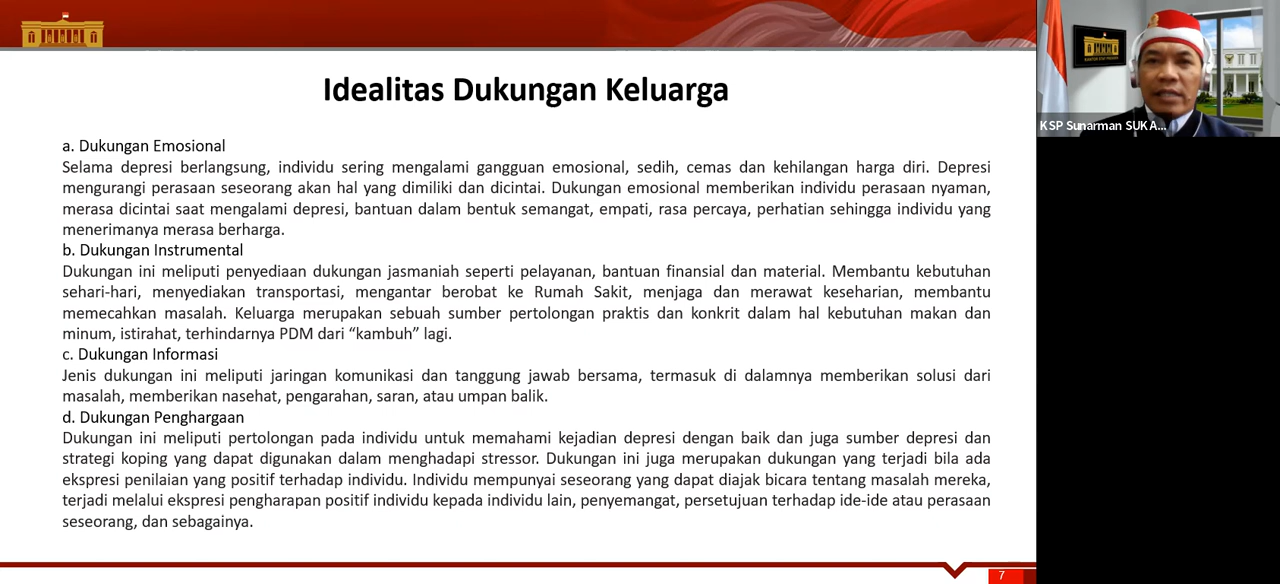 Idealitas Dukungan Keluarga
a. Dukungan Emosional
Selama depresi berlangsung, individu sering mengalami gangguan emosional, sedih, cemas dan kehilangan harga diri. Depresi
mengurangi perasaan seseorang akan hal yang dimiliki dan dicintai. Dukungan emosional memberikan individu perasaan nyaman,
merasa dicintai saat mengalami depresi, bantuan dalam bentuk semangat, empati, rasa percaya, perhatian sehingga individu yang
menerimanya merasa berharga.
b. Dukungan Instrumental
Dukungan ini meliputi penyediaan dukungan jasmaniah seperti pelayanan, bantuan finansial dan material. Membantu kebutuhan
sehari-hari, menyediakan transportasi, mengantar berobat ke Rumah Sakit, menjaga dan merawat keseharian, membantu
memecahkan masalah. Keluarga merupakan sebuah sumber pertolongan praktis dan konkrit dalam hal kebutuhan makan dan
minum, istirahat, terhindarnya PDM dari “kambuh” lagi.
c. Dukungan Informasi
Jenis dukungan ini meliputi jaringan komunikasi dan tanggung jawab bersama, termasuk di dalamnya memberikan solusi dari
masalah, memberikan nasehat, pengarahan, saran, atau umpan balik.
d. Dukungan Penghargaan
Dukungan ini meliputi pertolongan pada individu untuk memahami kejadian depresi dengan baik dan juga sumber depresi dan
strategi koping yang dapat digunakan dalam menghadapi stressor. Dukungan ini juga merupakan dukungan yang terjadi bila ada
ekspresi penilaian yang positif terhadap individu. Individu mempunyai seseorang yang dapat diajak bicara tentang masalah mereka,
terjadi melalui ekspresi pengharapan positif individu kepada individu lain, penyemangat, persetujuan terhadap ide-ide atau perasaan
seseorang, dan sebagainya.
7
KSP Sunarman SUKA...